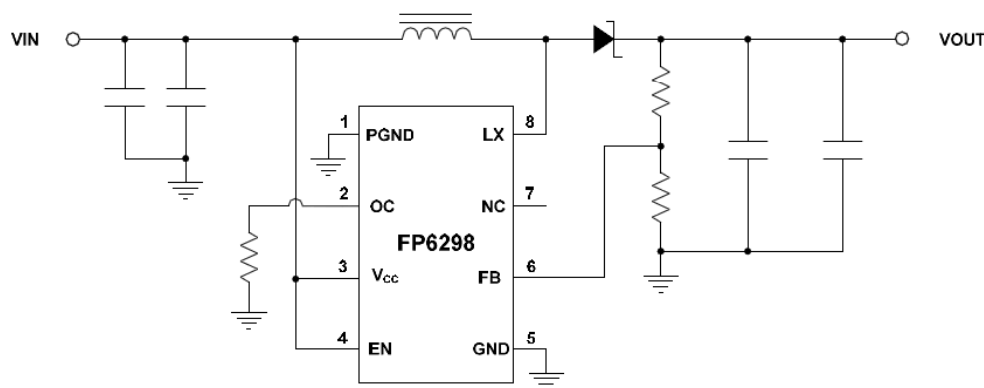 VIN
VOUT
1 PGND
LX 8
2 OC
NC 7
FP6298
3 Vcc
FB 6
4 EN
GND 5